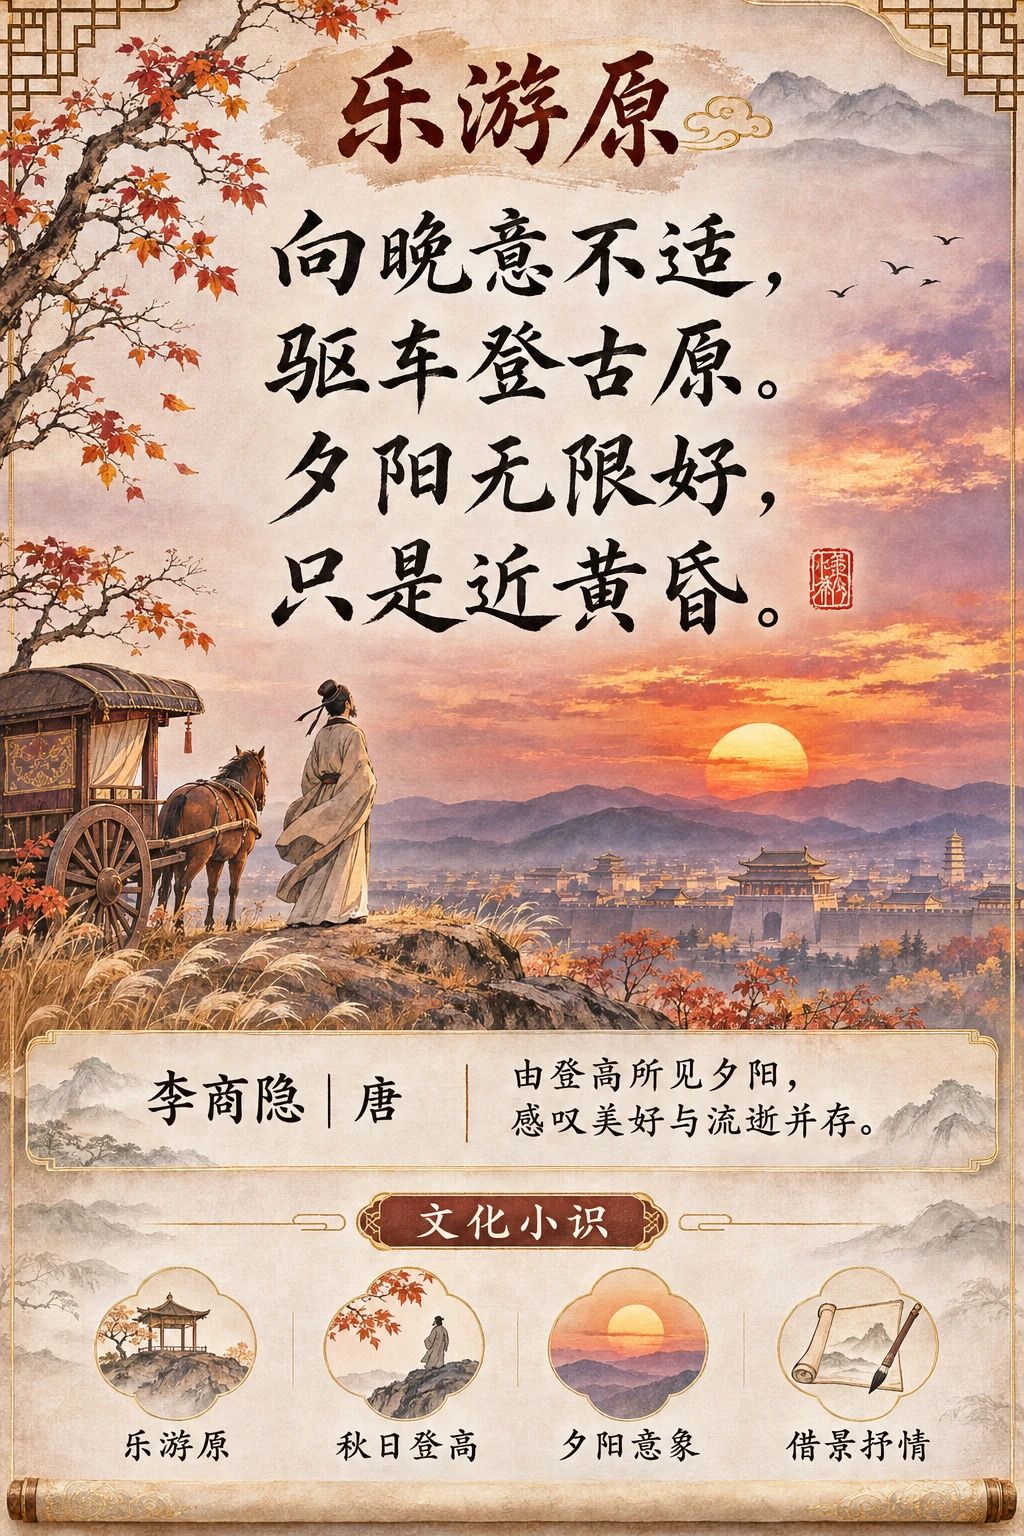 乐游原
向晚意不适，
驱车登古原。
夕阳无限好，
只是近黄昏。
李商隐｜唐
由登高所见夕阳，
感叹美好与流逝并存。
文化小识
乐游原
秋日登高
夕阳意象
借景抒情